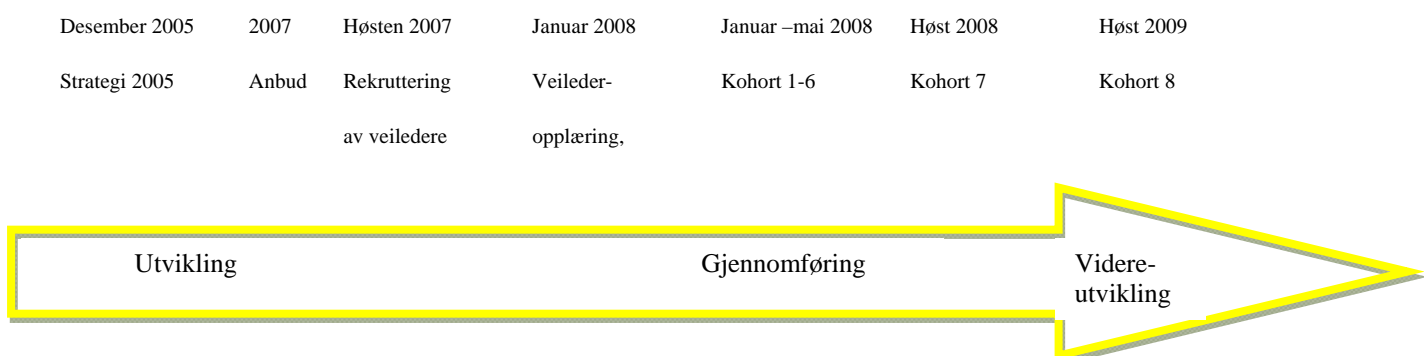 Desember 2005 2007 Høsten 2007 Januar 2008 Januar –mai 2008 Høst 2008 Høst 2009
Strategi 2005 Anbud Rekruttering Veileder- Kohort 1-6 Kohort 7 Kohort 8
av veiledere opplæring,
Utvikling Gjennomføring Videre-
utvikling